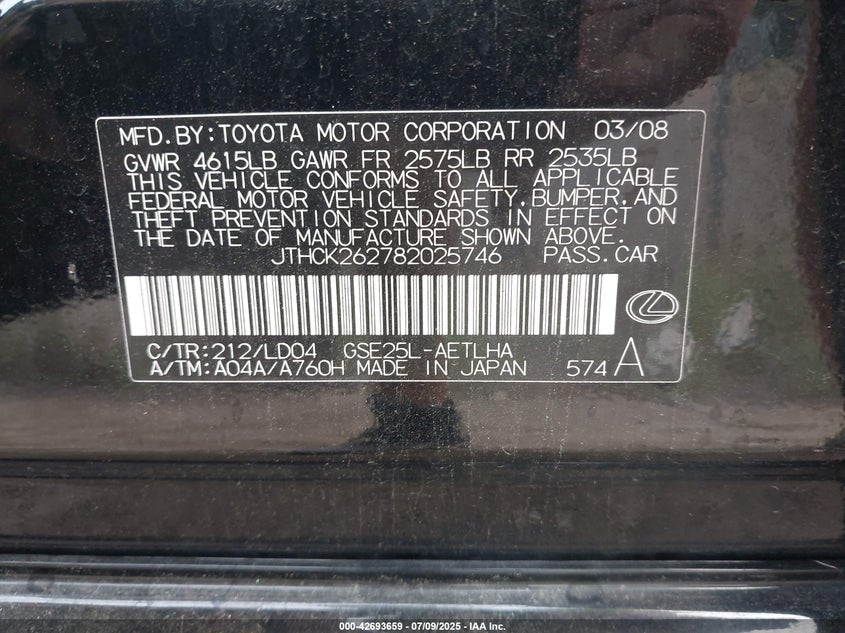 MFD.BY:TOYOTA MOTOR CORPORATION 03/08
GVWR 4615LB GAWR FR 2575LB RR 2535LB
THIS VEHICLE CONFORMS TO ALL APPLICABLE
FEDERAL MOTOR VEHICLE SAFETY,BUMPER,AND
THEFT PREVENTION STANDARDS IN EFFECT ON
THE DATE OF MANUFACTURE SHOWN ABOVE.
JTHCK262782025746 PASS.CAR
C/TR:212/LD04 GSE25L-AETLHA
A/TM:A04A/A760H MADE IN JAPAN 574 A
000-42693659 - 07/09/2025 - IAA Inc.